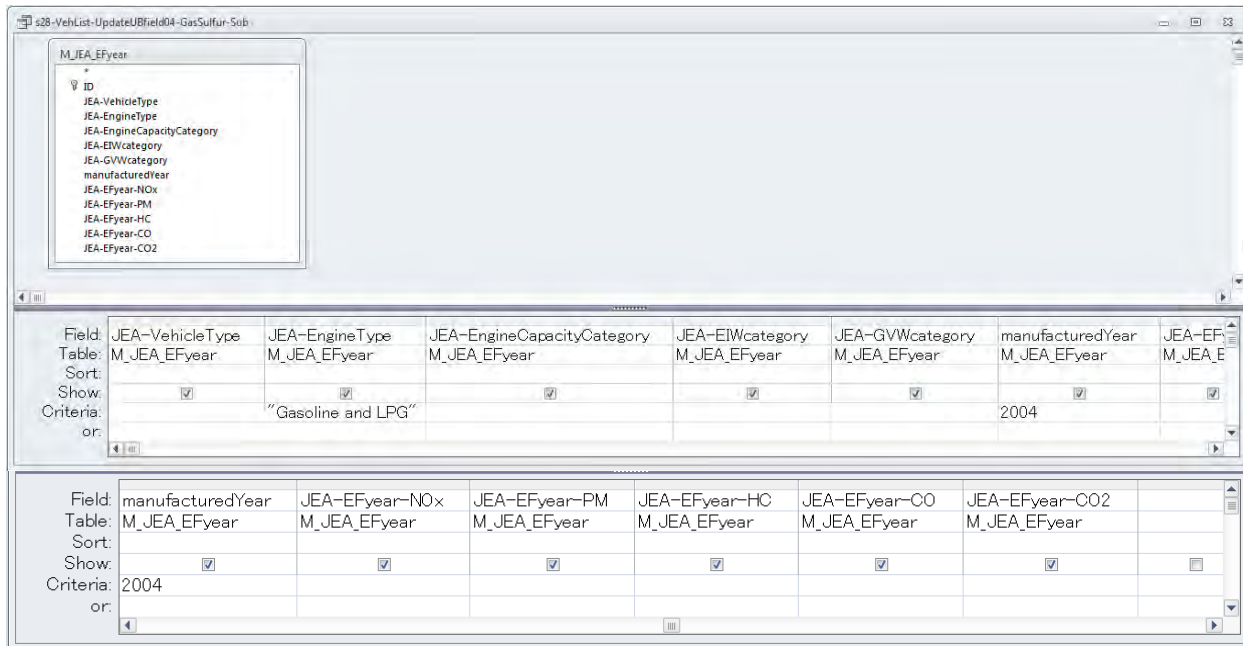 s28-VehList-UpdateUBfield04-GasSulfur-Sob
M_JEA_EFyear
*
ID
JEA-VehicleType
JEA-EngineType
JEA-EngineCapacityCategory
JEA-EIWcategory
JEA-GVWcategory
manufacturedYear
JEA-EFyear-NOx
JEA-EFyear-PM
JEA-EFyear-HC
JEA-EFyear-CO
JEA-EFyear-CO2
Field: JEA-VehicleType JEA-EngineType JEA-EngineCapacityCategory JEA-EIWcategory JEA-GVWcategory manufacturedYear JEA-EFy
Table: M_JEA_EFyear M_JEA_EFyear M_JEA_EFyear M_JEA_EFyear M_JEA_EFyear M_JEA_EFyear M_JEA_E
Sort:
Show:
Criteria: "Gasoline and LPG" 2004
or:
Field: manufacturedYear JEA-EFyear-NOx JEA-EFyear-PM JEA-EFyear-HC JEA-EFyear-CO JEA-EFyear-CO2
Table: M_JEA_EFyear M_JEA_EFyear M_JEA_EFyear M_JEA_EFyear M_JEA_EFyear M_JEA_EFyear
Sort:
Show:
Criteria: 2004
or: